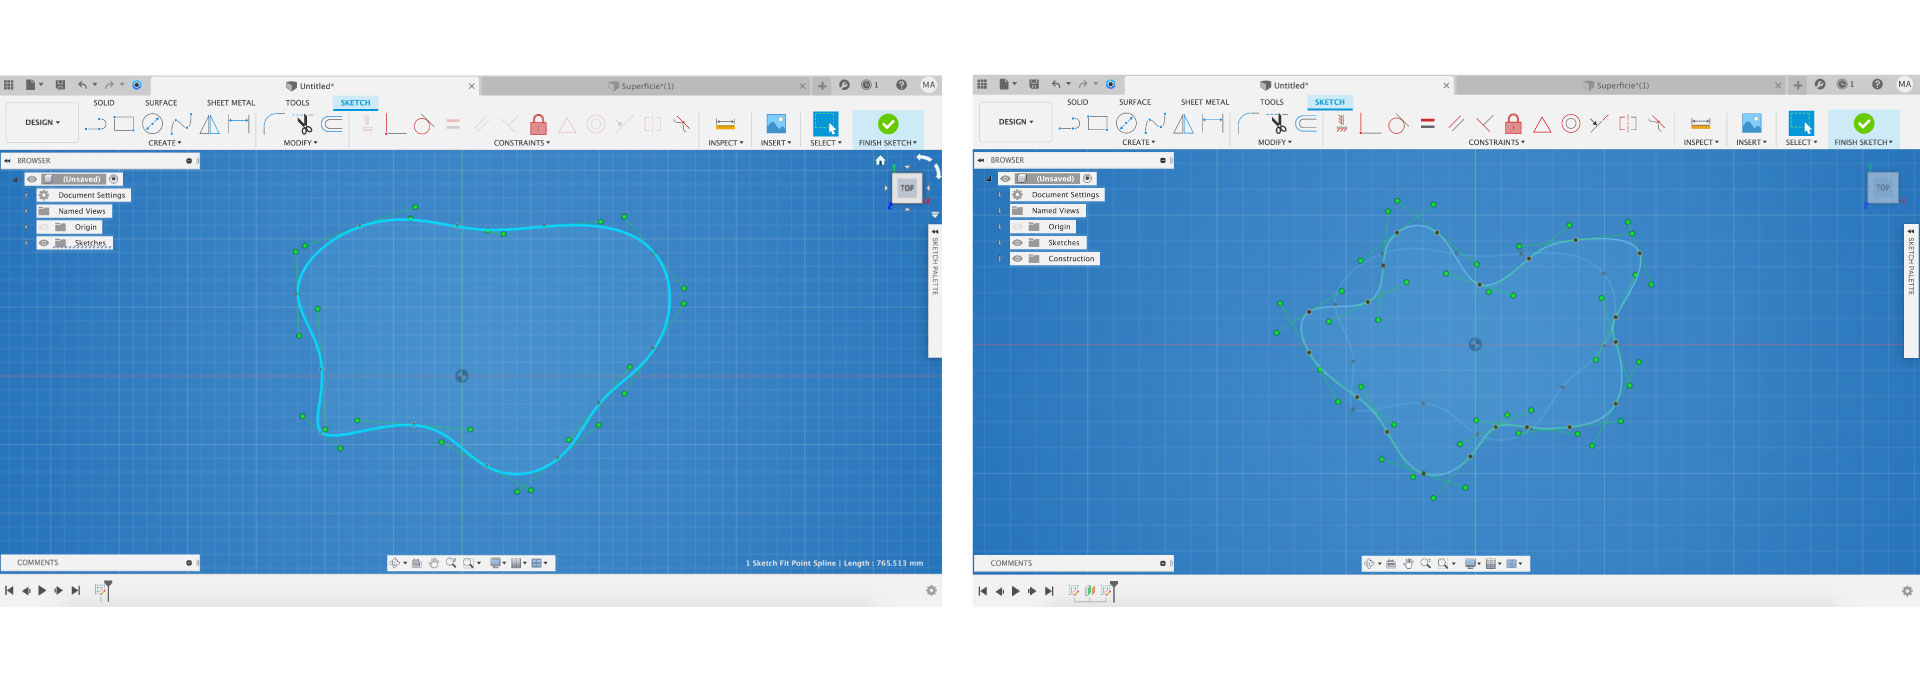 Untitled*
Superficie*(1)
1
MA
SOLID
SURFACE
SHEET METAL
TOOLS
SKETCH
DESIGN
CREATE
MODIFY
CONSTRAINTS
INSPECT
INSERT
SELECT
FINISH SKETCH
BROWSER
(Unsaved)
Document Settings
Named Views
Origin
Sketches
TOP
Z
X
SKETCH PALETTE
COMMENTS
1 Sketch Fit Point Spline | Length : 765.513 mm
Untitled*
Superficie*(1)
1
MA
SOLID
SURFACE
SHEET METAL
TOOLS
SKETCH
DESIGN
CREATE
MODIFY
CONSTRAINTS
INSPECT
INSERT
SELECT
FINISH SKETCH
BROWSER
(Unsaved)
Document Settings
Named Views
Origin
Sketches
Construction
TOP
Z
X
SKETCH PALETTE
COMMENTS